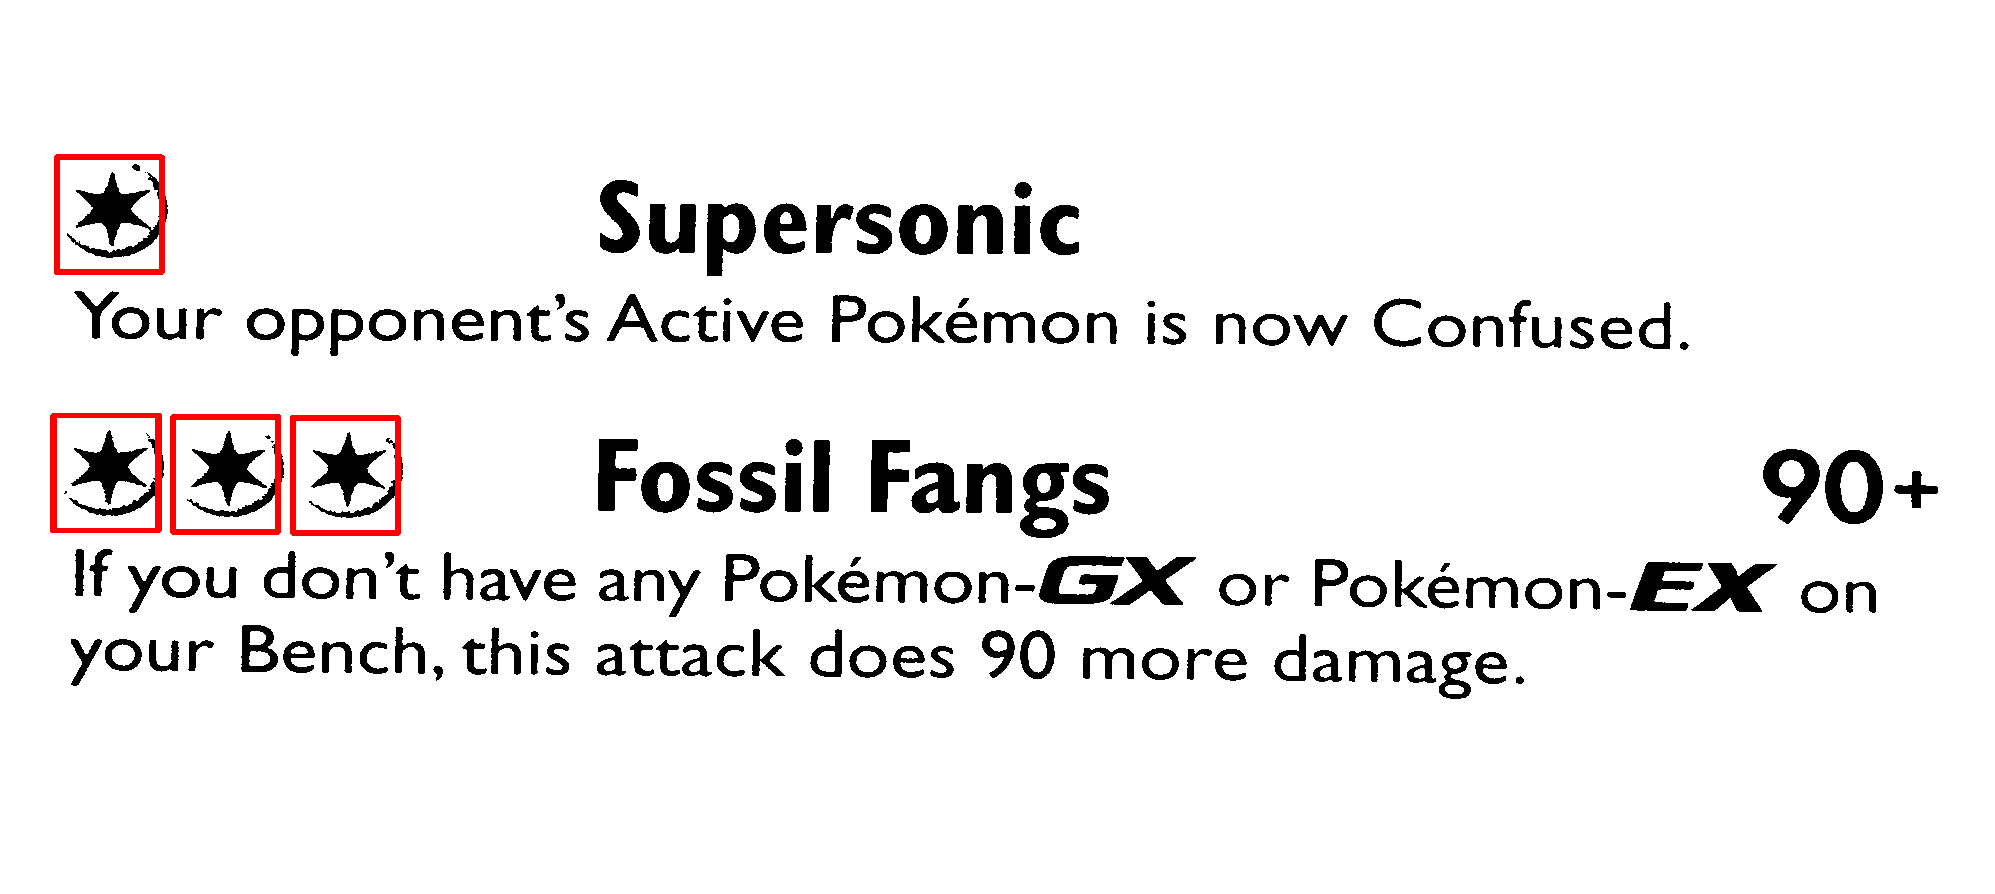 Supersonic
Your opponent's Active Pokémon is now Confused.
Fossil Fangs 90+
If you don't have any Pokémon-GX or Pokémon-EX on
your Bench, this attack does 90 more damage.